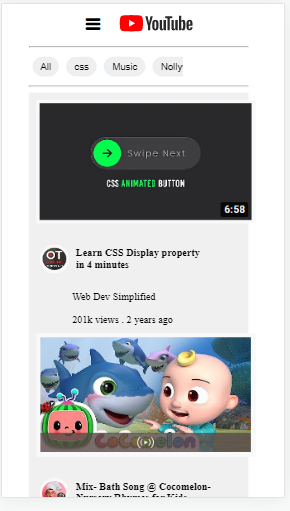 YouTube
All css Music Nolly
Swipe Next
CSS ANIMATED BUTTON
6:58
OT
Learn CSS Display property
in 4 minutes
Web Dev Simplified
201k views . 2 years ago
COCOMELON
Mix- Bath Song @ Cocomelon-
Nursery Rhymes for Kids